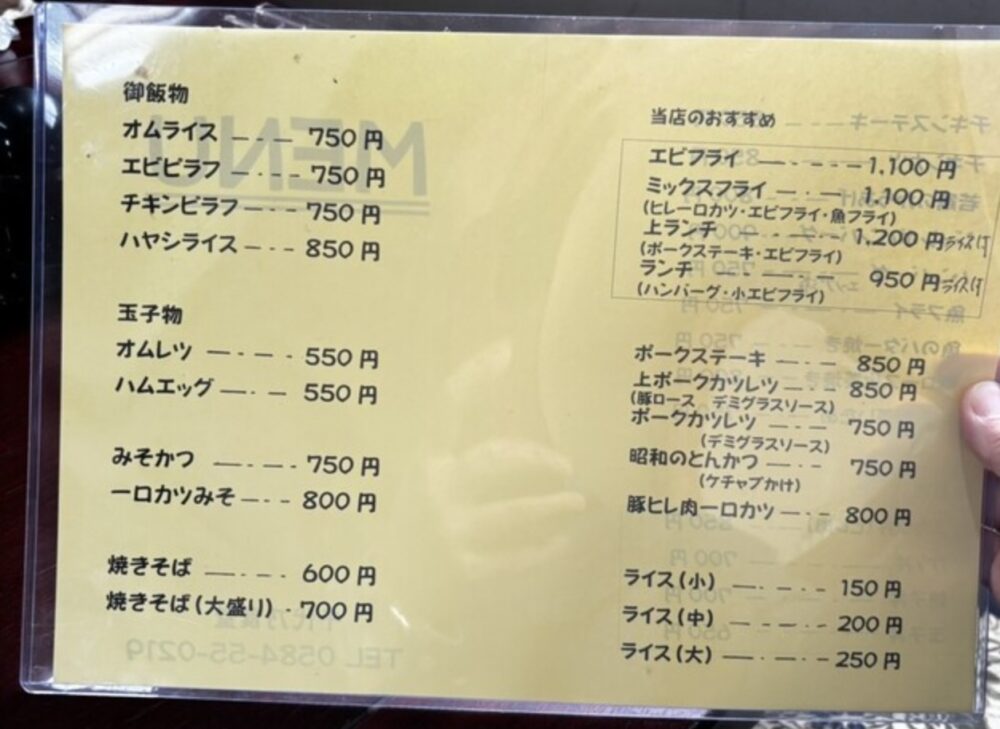 御飯物
オムライス 750円
エビピラフ 750円
チキンピラフ 750円
ハヤシライス 850円
玉子物
オムレツ 550円
ハムエッグ 550円
みそかつ 750円
一口カツみそ 800円
焼きそば 600円
焼きそば(大盛り) 700円
当店のおすすめ
エビフライ 1,100円
ミックスフライ 1,100円
(ヒレーロカツ・エビフライ・魚フライ)
上ランチ 1,200円ライス付
(ポークステーキ・エビフライ)
ランチ 950円ライス付
(ハンバーグ・小エビフライ)
ポークステーキ 850円
上ポークカツレツ 850円
(豚ロース デミグラスソース)
ポークカツレツ 750円
(デミグラスソース)
昭和のとんかつ 750円
(ケチャプかけ)
豚ヒレ肉一口カツ 800円
ライス(小) 150円
ライス(中) 200円
ライス(大) 250円
MENU
TEL 0584-55-0219